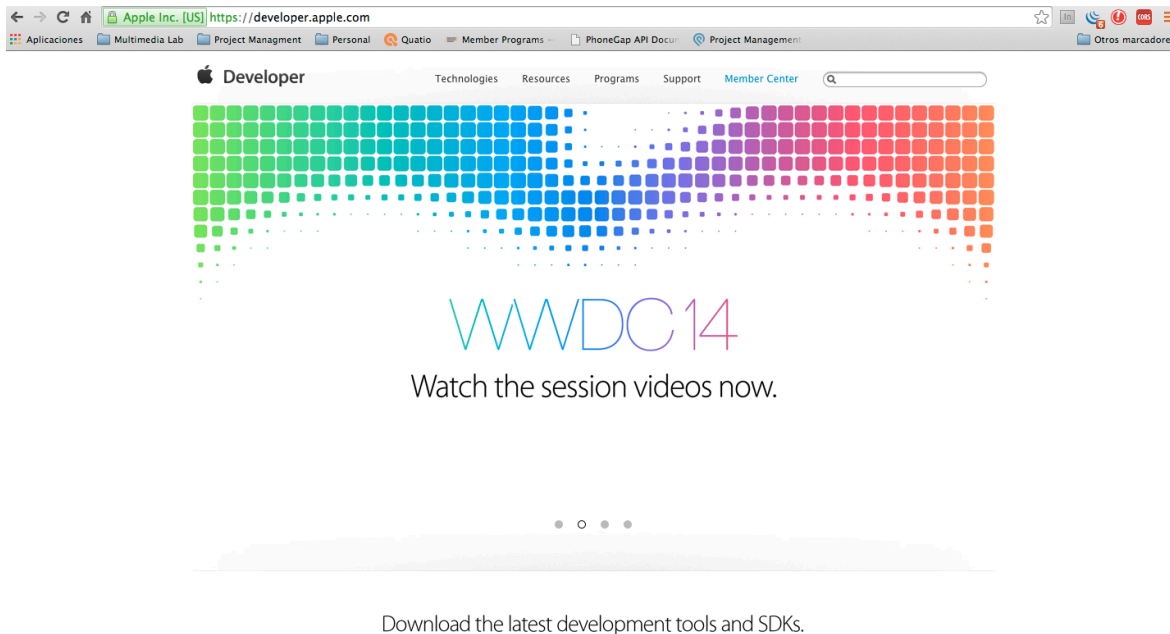 Apple Inc. [US] https://developer.apple.com
Aplicaciones Multimedia Lab Project Managment Personal Quatio Member Programs PhoneGap API Docun Project Management Otros marcadores
Developer Technologies Resources Programs Support Member Center
WWDC14
Watch the session videos now.
Download the latest development tools and SDKs.